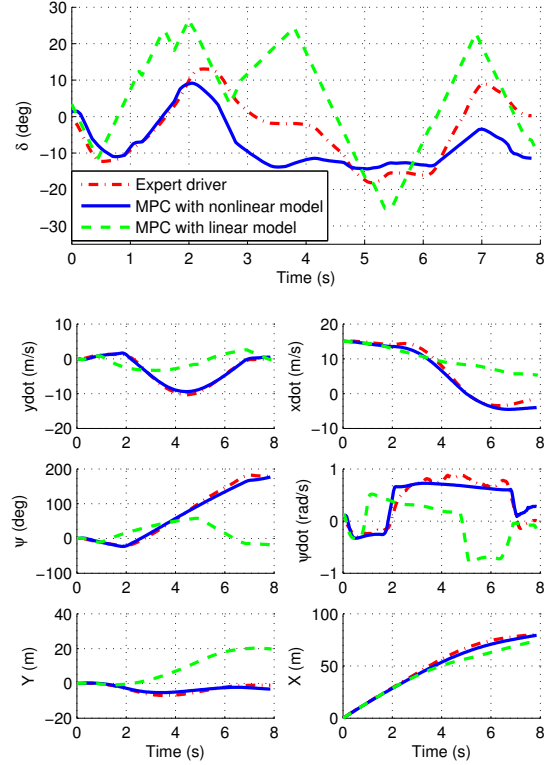 30
20
10
0
−10
−20
−30
δ (deg)
Expert driver
MPC with nonlinear model
MPC with linear model
0 1 2 3 4 5 6 7 8
Time (s)
10
0
−10
−20
ydot (m/s)
0 2 4 6 8
20
10
0
−10
xdot (m/s)
0 2 4 6 8
200
100
0
−100
ψ (deg)
0 2 4 6 8
1
0
−1
ψdot (rad/s)
0 2 4 6 8
40
20
0
−20
Y (m)
0 2 4 6 8
Time (s)
100
50
0
X (m)
0 2 4 6 8
Time (s)